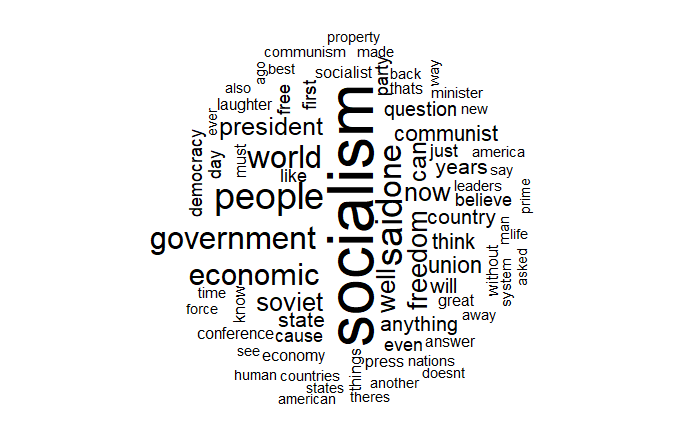 property
communism made
ago best socialist back way
also free first party thats minister
laughter question new
ever president communist
democracy day must world like just america
people can years say
said one now leaders believe prime
government freedom country man life
economic think without asked
time know soviet well union will system
force state great away
conference cause anything
see economy even answer
human countries things press nations doesnt
states another
american theres
socialism